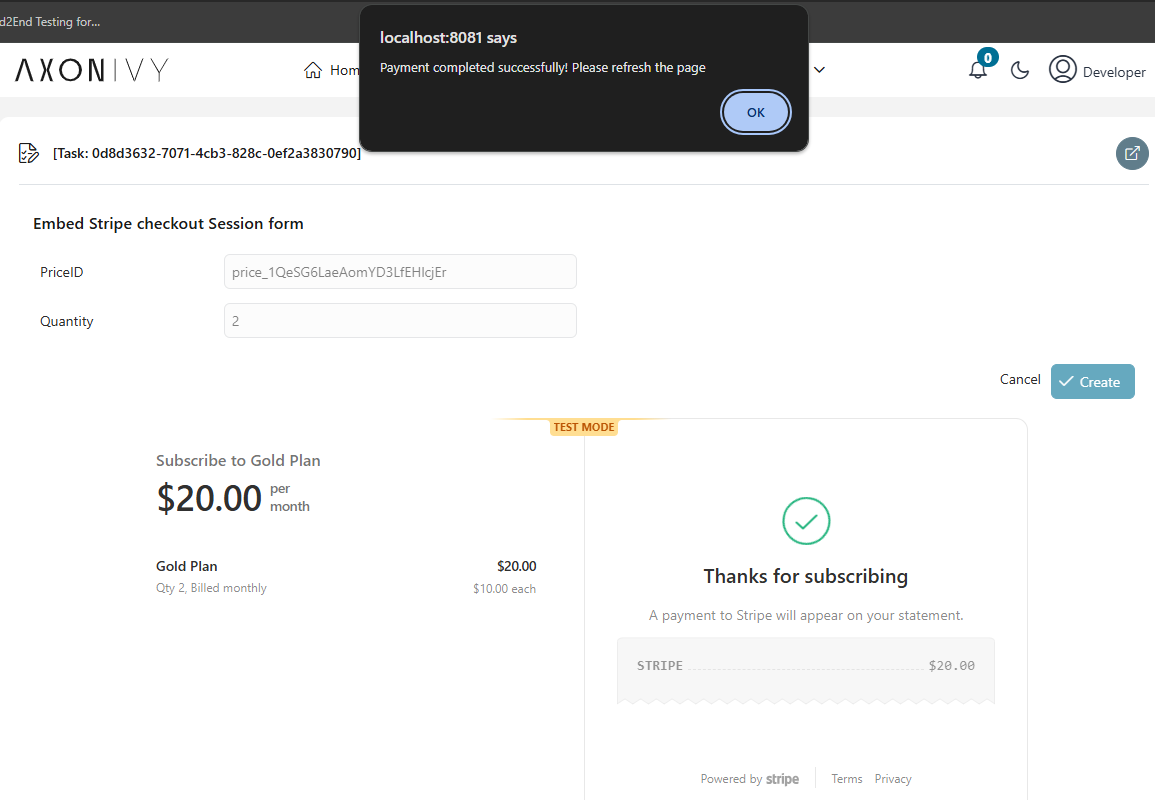 d2End Testing for...
localhost:8081 says
Payment completed successfully! Please refresh the page
OK
AXONIVY
Hom
0
Developer
[Task: 0d8d3632-7071-4cb3-828c-0ef2a3830790]
Embed Stripe checkout Session form
PriceID
price_1QeSG6LaeAomYD3LfEHlcjEr
Quantity
2
Cancel
Create
TEST MODE
Subscribe to Gold Plan
$20.00 per month
Gold Plan $20.00
Qty 2, Billed monthly $10.00 each
Thanks for subscribing
A payment to Stripe will appear on your statement.
STRIPE $20.00
Powered by stripe
Terms Privacy